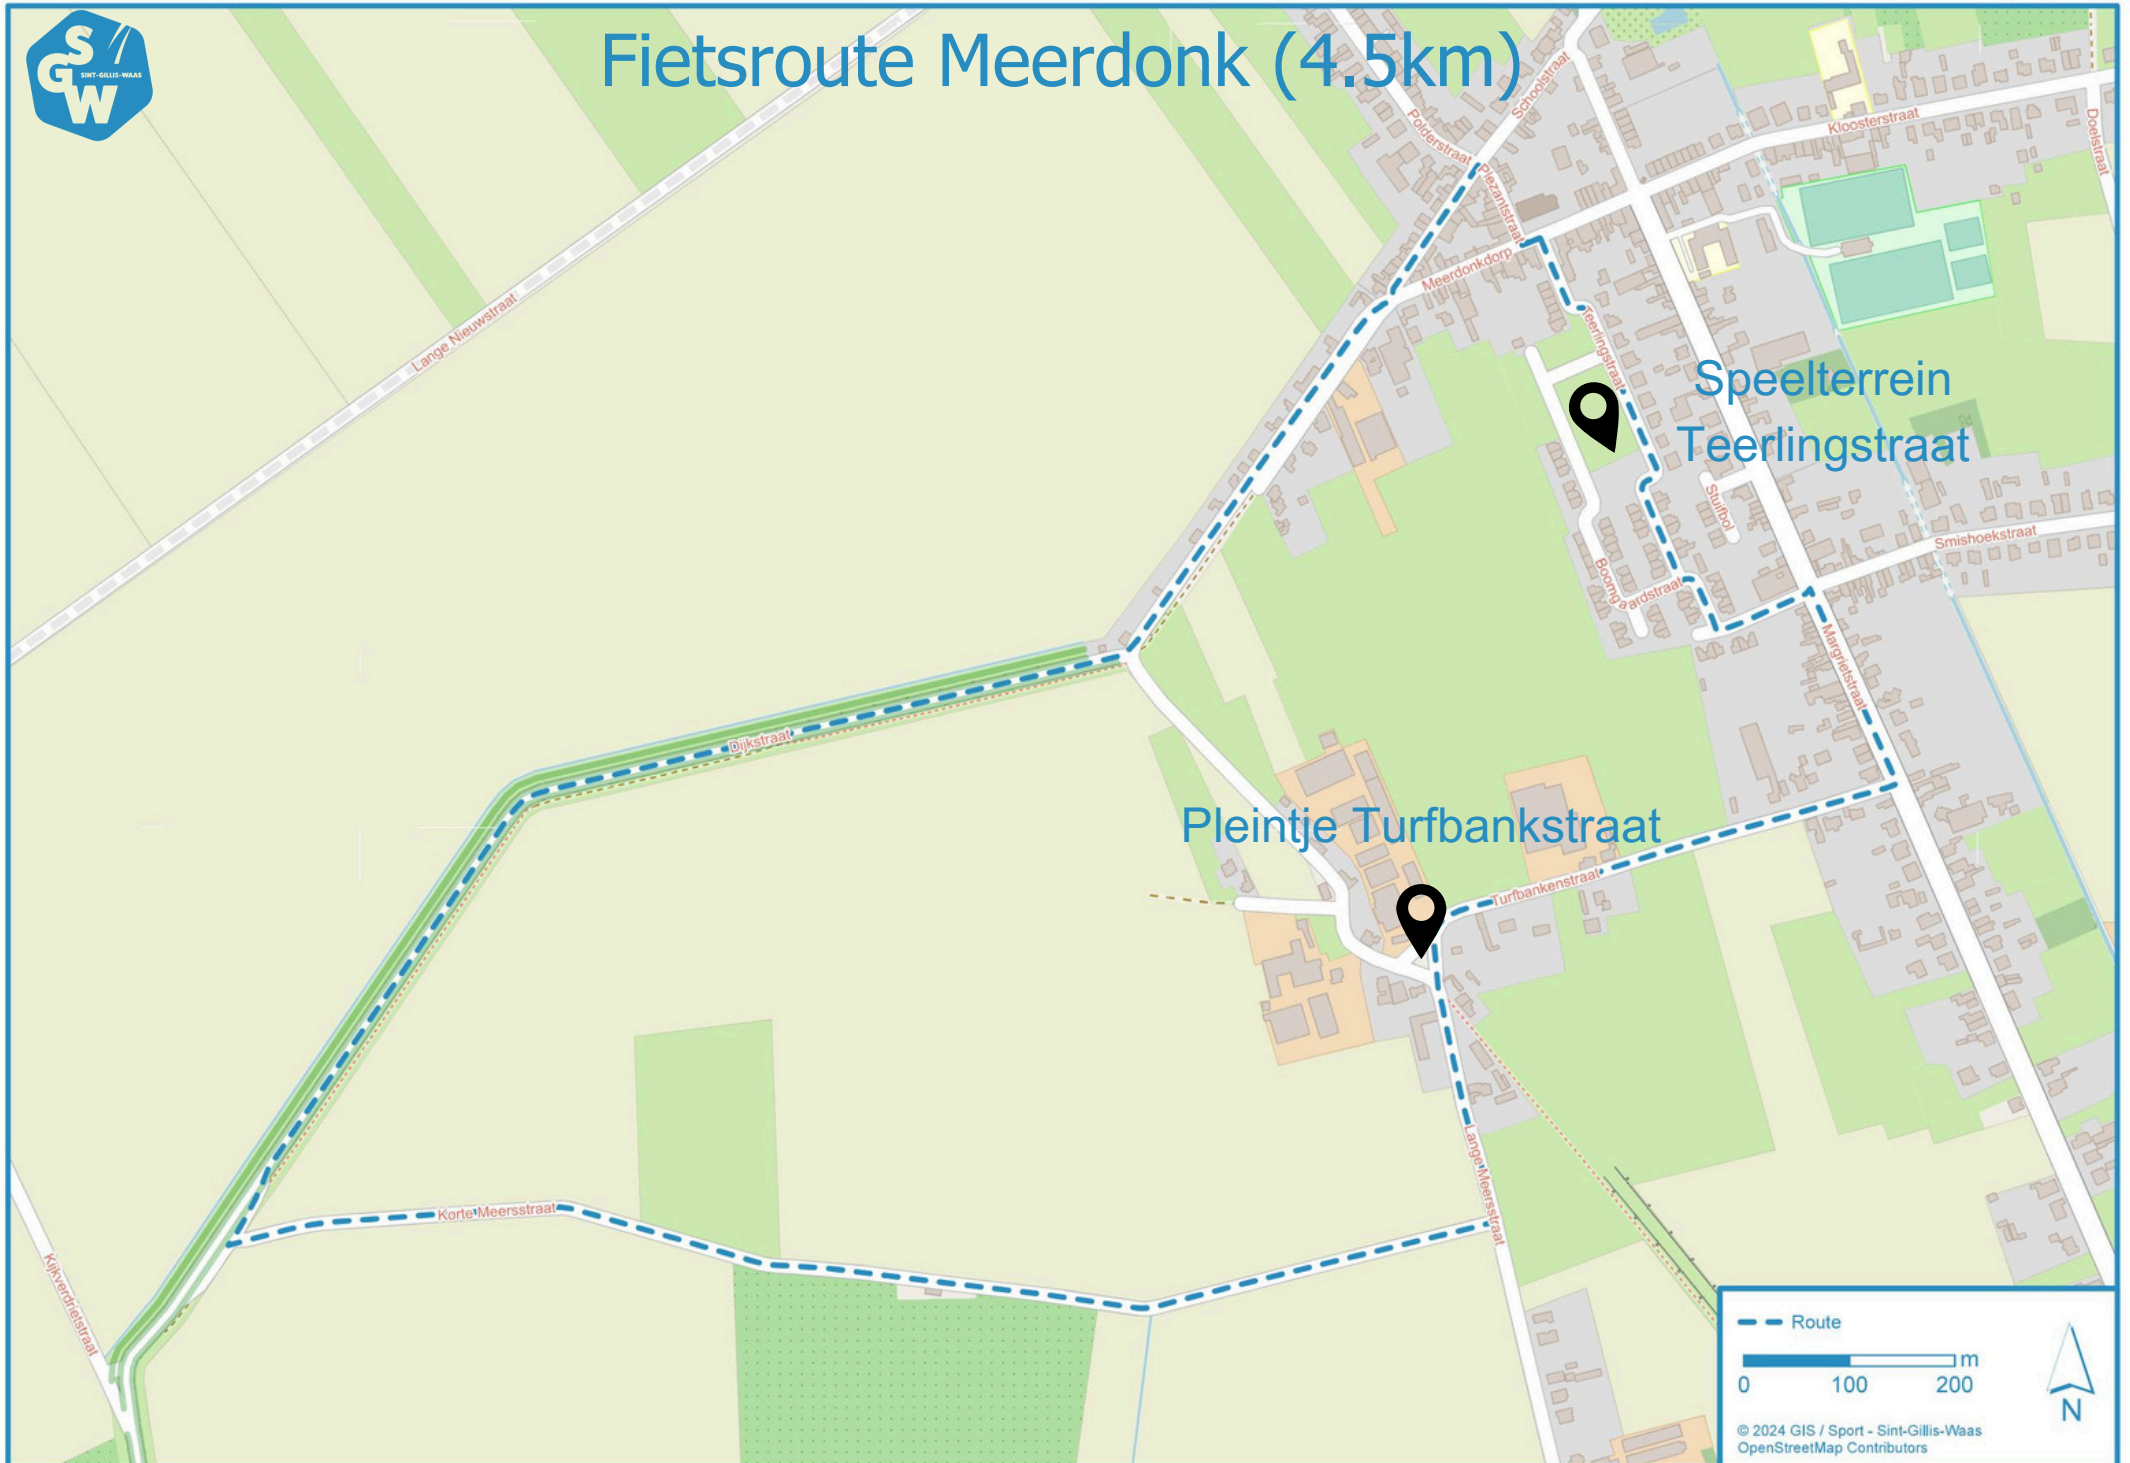 SGW
SINT-GILLIS-WAAS
Fietsroute Meerdonk (4.5km)
Schoolstraat
Polderstraat
Plezantstraat
Kloosterstraat
Doelstraat
Meerdonkdorp
Lange Nieuwstraat
Teerlingstraat
Speelterrein
Teerlingstraat
Stuifbol
Smishoekstraat
Boomgaardstraat
Margrietstraat
Dijkstraat
Pleintje Turfbankstraat
Turfbankenstraat
Lange Meersstraat
Korte Meersstraat
Kijkverdrietstraat
Route
m
0 100 200
N
© 2024 GIS / Sport - Sint-Gillis-Waas
OpenStreetMap Contributors